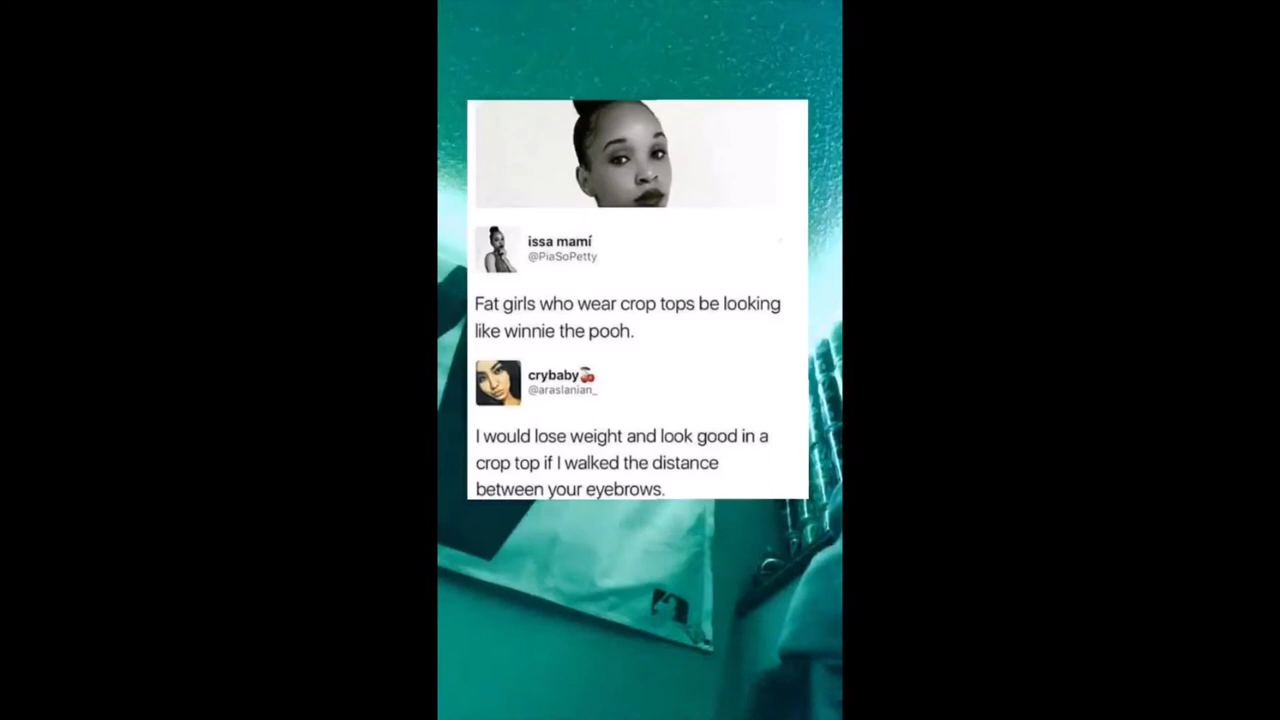 issa mamí
@PiaSoPetty
Fat girls who wear crop tops be looking
like winnie the pooh.
crybaby🍒
@araslanian_
I would lose weight and look good in a
crop top if I walked the distance
between your eyebrows.